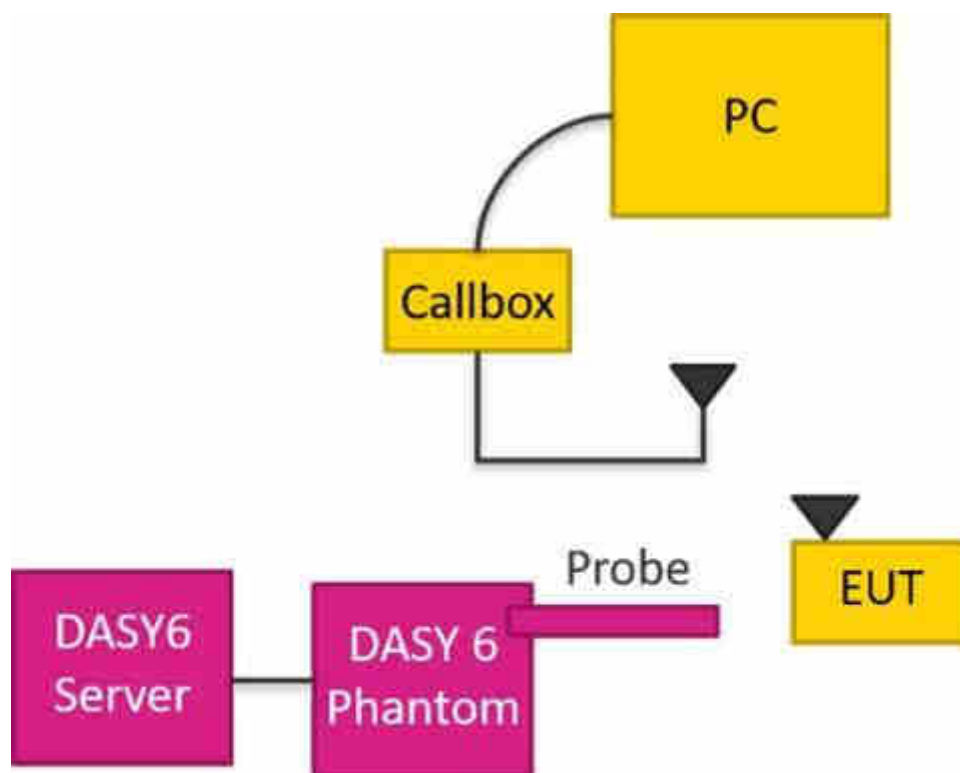 PC
Callbox
Probe
EUT
DASY6
Server
DASY 6
Phantom